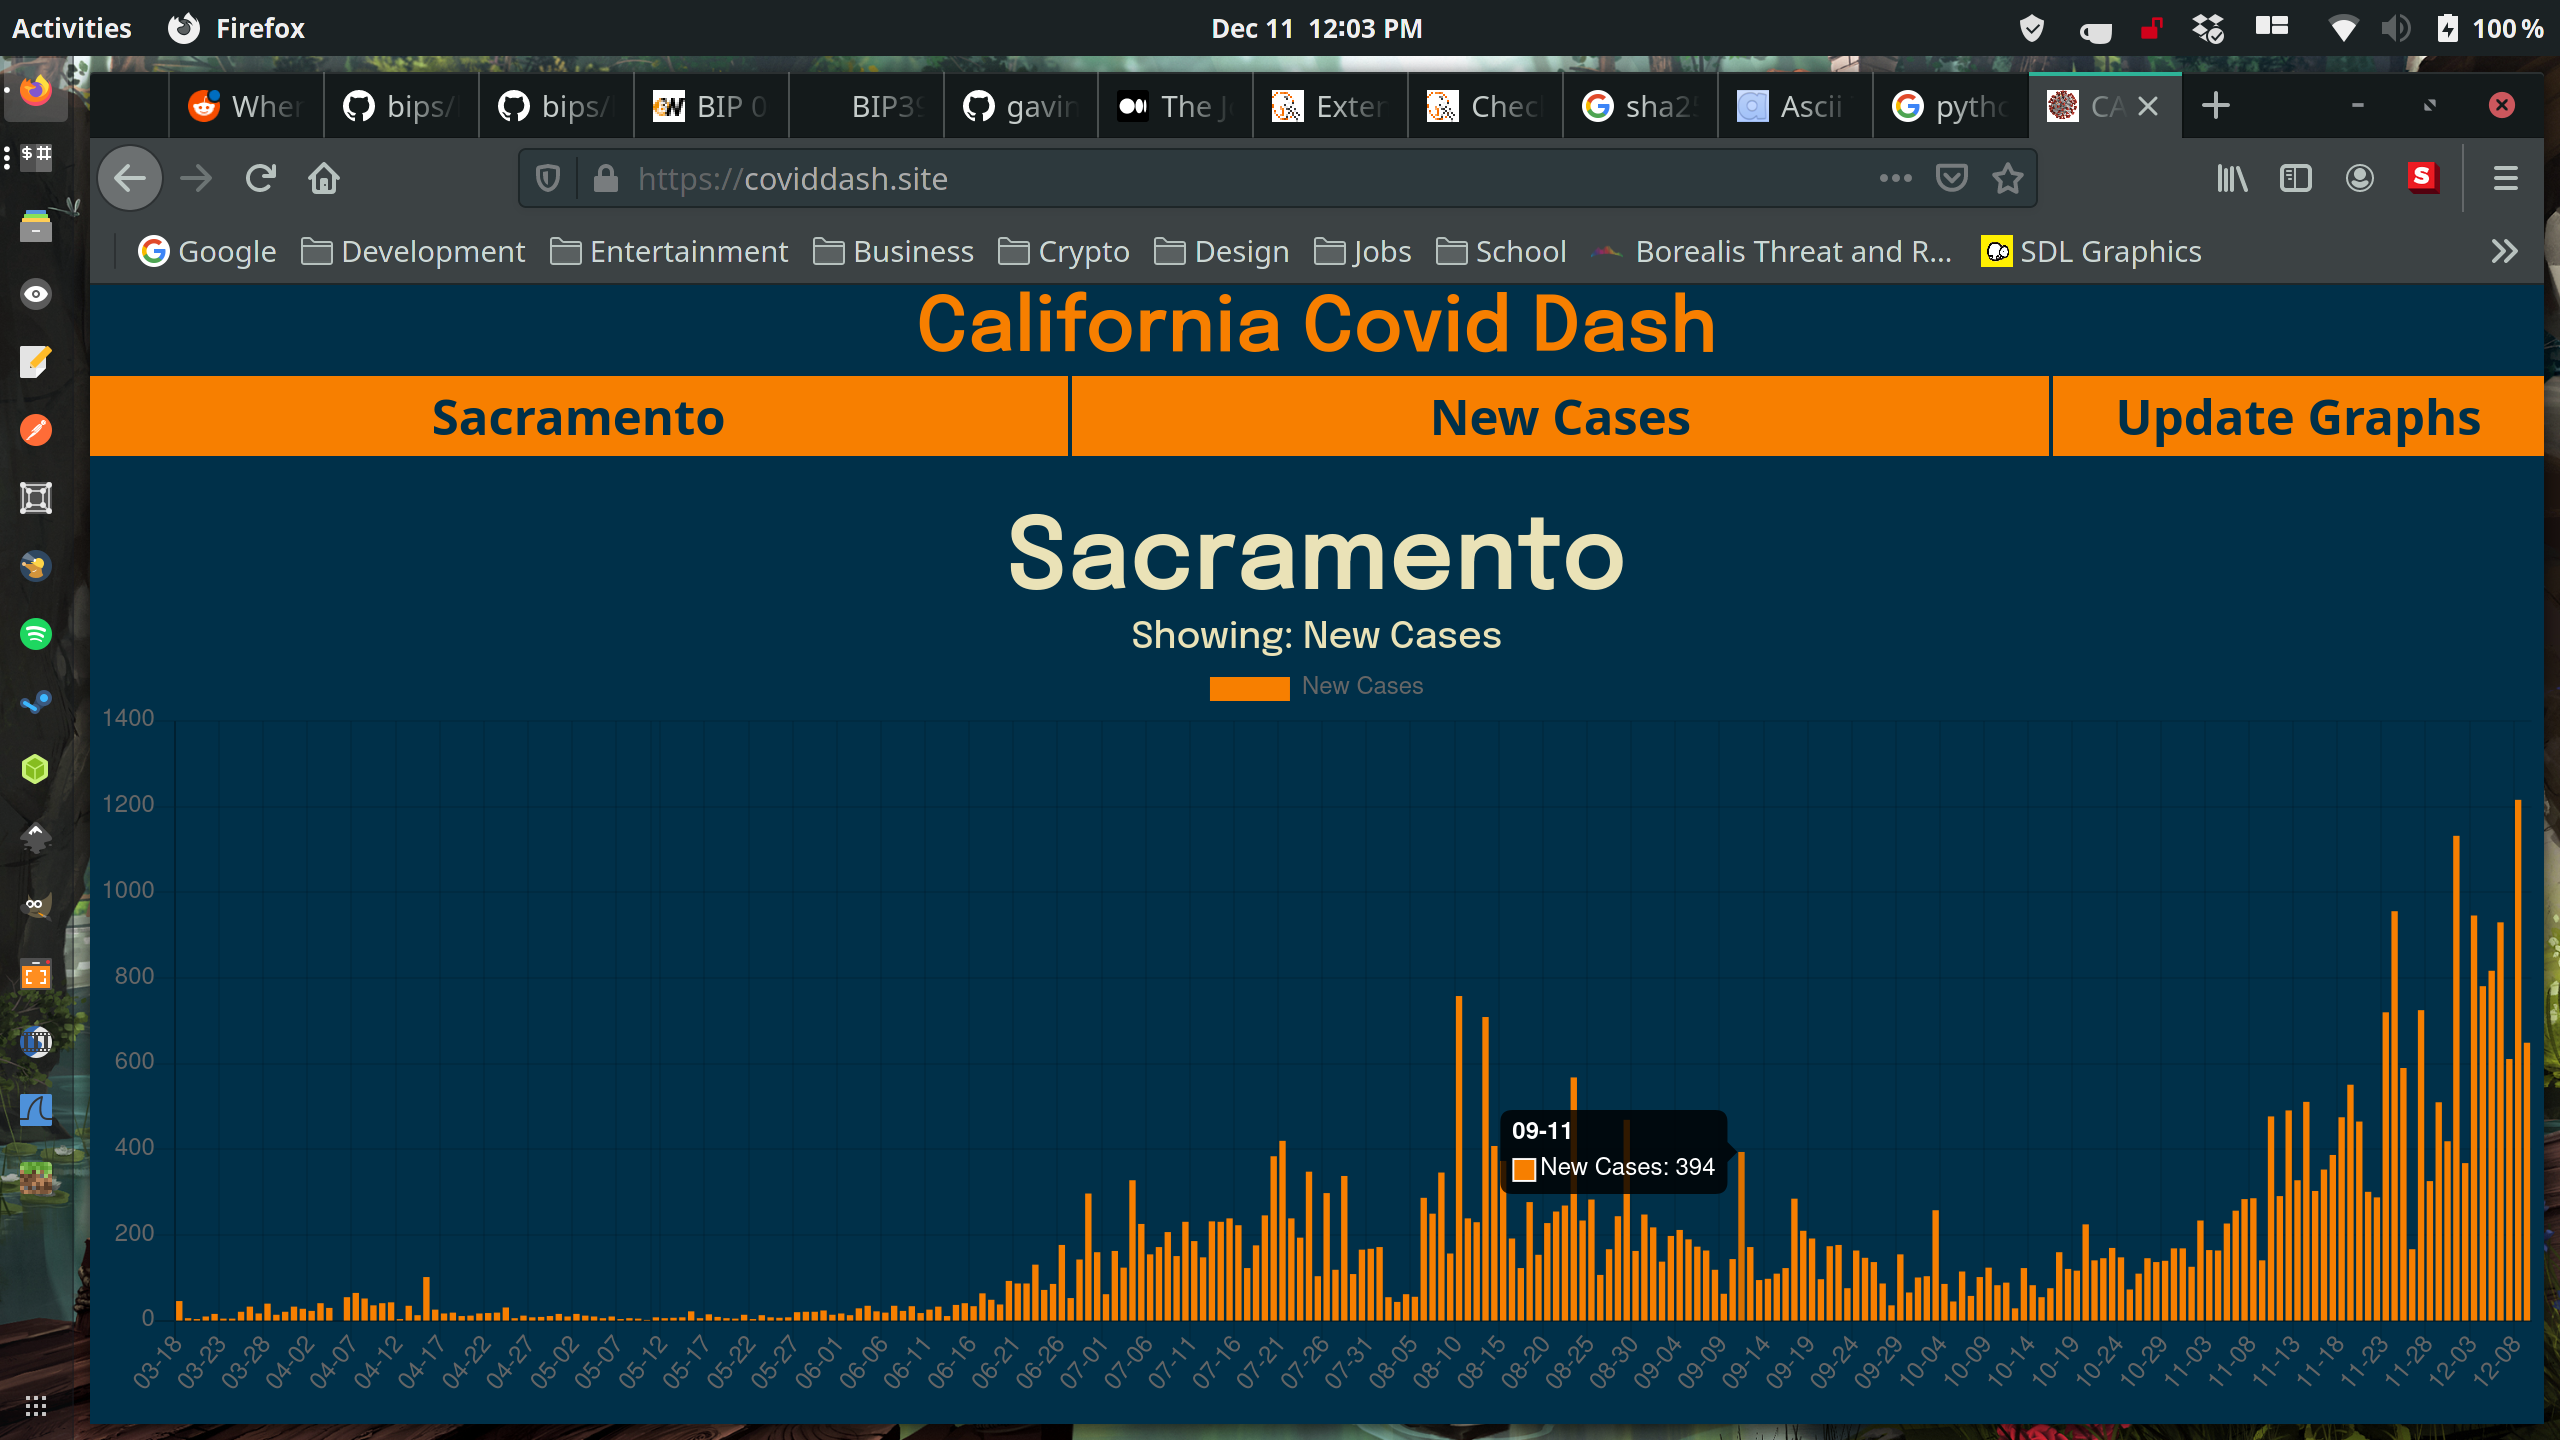 Activities Firefox Dec 11 12:03 PM 100 %
Wher bips/ bips/ BIP 0 BIP39 gavin The J Exter Chec sha25 Ascii pytho CA
https://coviddash.site
Google Development Entertainment Business Crypto Design Jobs School Borealis Threat and R... SDL Graphics
California Covid Dash
Sacramento New Cases Update Graphs
Sacramento
Showing: New Cases
New Cases
1400
1200
1000
800
600
400
200
0
09-11
New Cases: 394
03-18 03-23 03-28 04-02 04-07 04-12 04-17 04-22 04-27 05-02 05-07 05-12 05-17 05-22 05-27 06-01 06-06 06-11 06-16 06-21 06-26 07-01 07-06 07-11 07-16 07-21 07-26 07-31 08-05 08-10 08-15 08-20 08-25 08-30 09-04 09-09 09-14 09-19 09-24 09-29 10-04 10-09 10-14 10-19 10-24 10-29 11-03 11-08 11-13 11-18 11-23 11-28 12-03 12-08